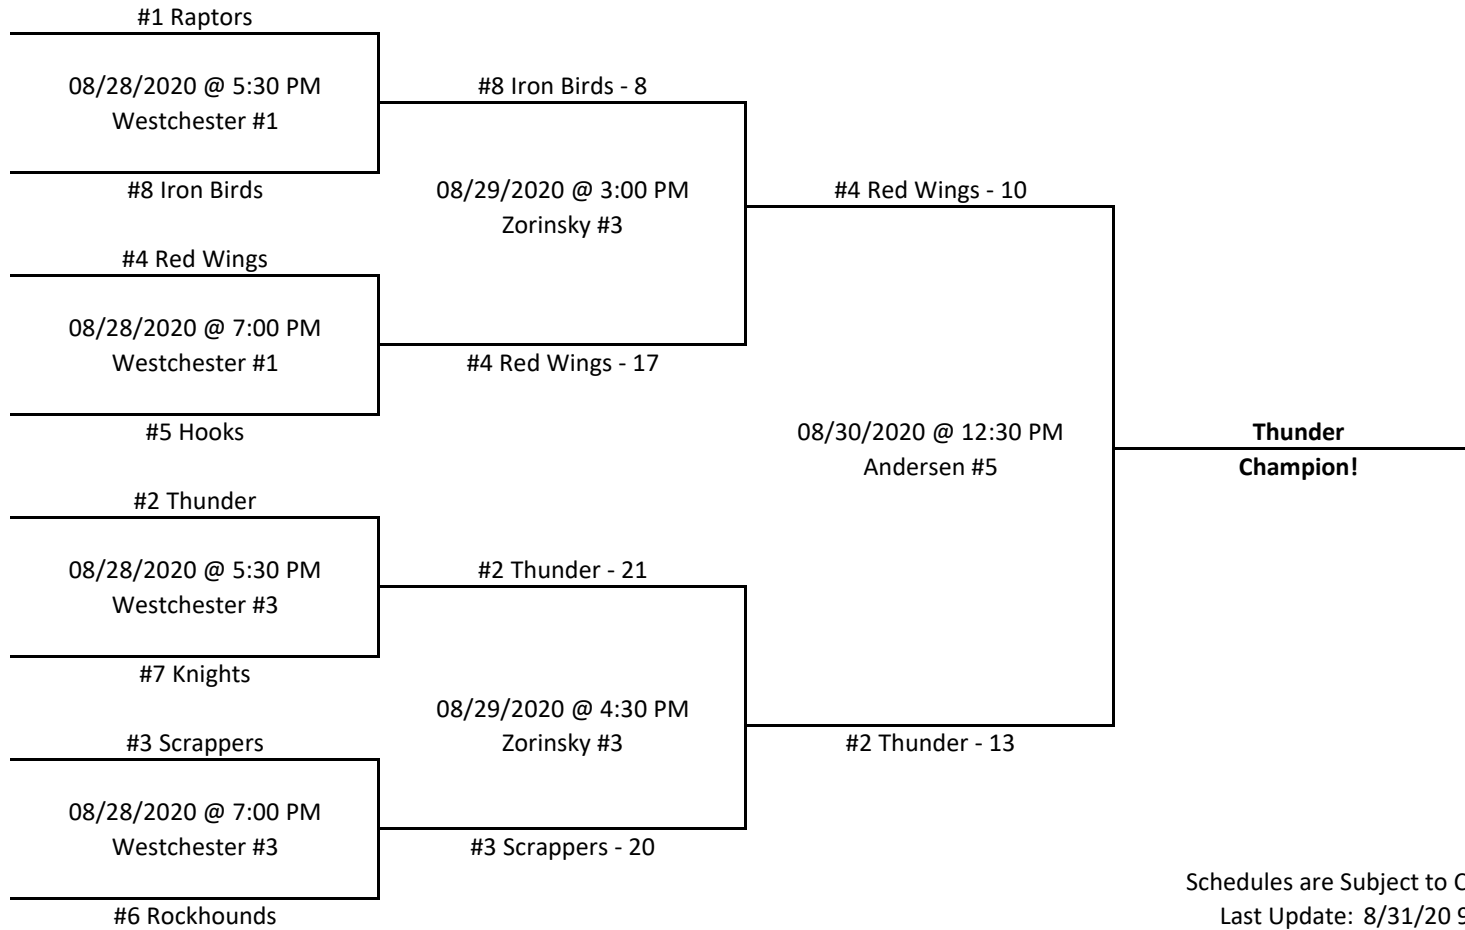 #1 Raptors
08/28/2020 @ 5:30 PM
Westchester #1
#8 Iron Birds
#8 Iron Birds - 8
08/29/2020 @ 3:00 PM
Zorinsky #3
#4 Red Wings
08/28/2020 @ 7:00 PM
Westchester #1
#5 Hooks
#4 Red Wings - 17
#4 Red Wings - 10
08/30/2020 @ 12:30 PM
Andersen #5
Thunder
Champion!
#2 Thunder
08/28/2020 @ 5:30 PM
Westchester #3
#7 Knights
#2 Thunder - 21
08/29/2020 @ 4:30 PM
Zorinsky #3
#2 Thunder - 13
#3 Scrappers
08/28/2020 @ 7:00 PM
Westchester #3
#6 Rockhounds
#3 Scrappers - 20
Schedules are Subject to
Last Update: 8/31/20 9